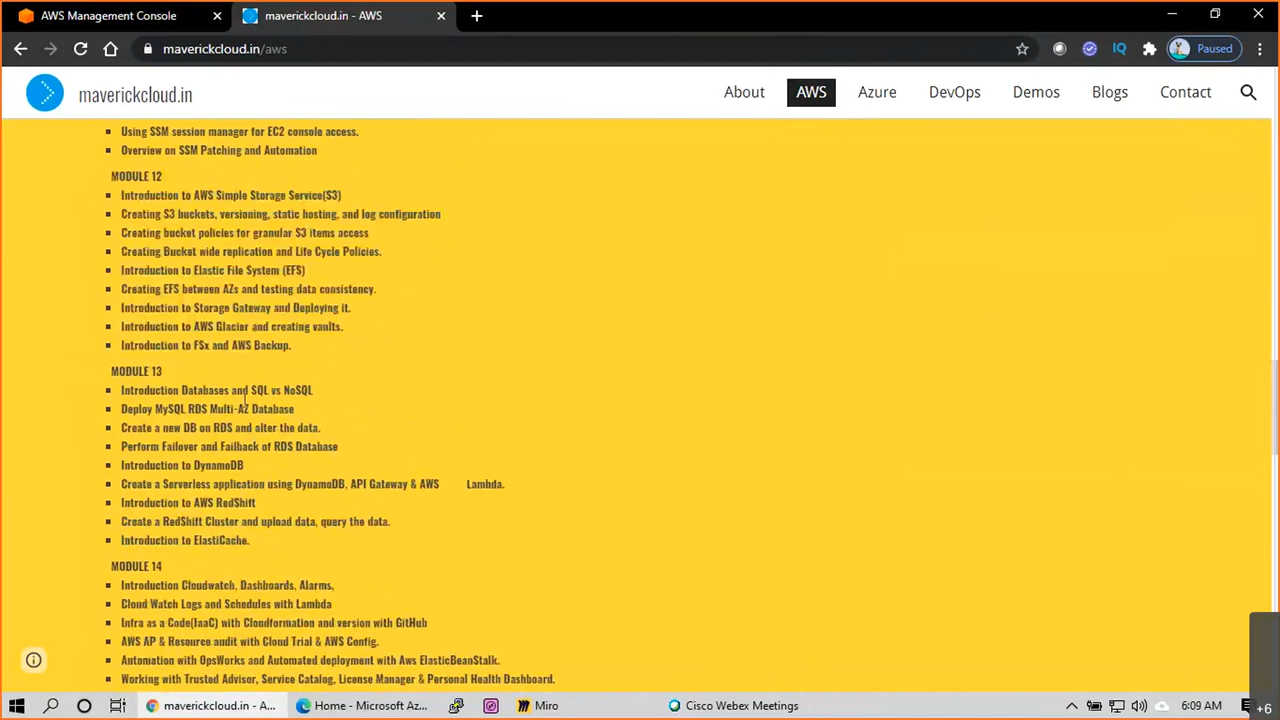 AWS Management Console
maverickcloud.in - AWS
maverickcloud.in/aws
IQ
Paused
maverickcloud.in
About
AWS
Azure
DevOps
Demos
Blogs
Contact
Using SSM session manager for EC2 console access.
Overview on SSM Patching and Automation
MODULE 12
Introduction to AWS Simple Storage Service(S3)
Creating S3 buckets, versioning, static hosting, and log configuration
Creating bucket policies for granular S3 items access
Creating Bucket wide replication and Life Cycle Policies.
Introduction to Elastic File System (EFS)
Creating EFS between AZs and testing data consistency.
Introduction to Storage Gateway and Deploying it.
Introduction to AWS Glacier and creating vaults.
Introduction to FSx and AWS Backup.
MODULE 13
Introduction Databases and SQL vs NoSQL
Deploy MySQL RDS Multi-AZ Database
Create a new DB on RDS and alter the data.
Perform Failover and Failback of RDS Database
Introduction to DynamoDB
Create a Serverless application using DynamoDB, API Gateway & AWS Lambda.
Introduction to AWS RedShift
Create a RedShift Cluster and upload data, query the data.
Introduction to ElastiCache.
MODULE 14
Introduction Cloudwatch, Dashboards, Alarms,
Cloud Watch Logs and Schedules with Lambda
Infra as a Code(IaaC) with Cloudformation and version with GitHub
AWS AP & Resource audit with Cloud Trial & AWS Config.
Automation with OpsWorks and Automated deployment with Aws ElasticBeanStalk.
Working with Trusted Advisor, Service Catalog, License Manager & Personal Health Dashboard.
maverickcloud.in - A...
Home - Microsoft Az...
Miro
Cisco Webex Meetings
6:09 AM
+6